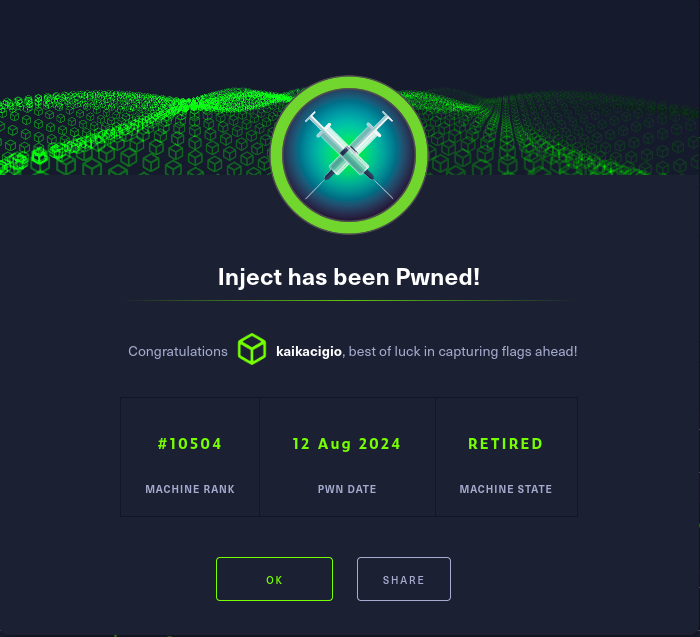 Inject has been Pwned!
Congratulations kaikacigio, best of luck in capturing flags ahead!
#10504 12 Aug 2024 RETIRED
MACHINE RANK PWN DATE MACHINE STATE
OK SHARE